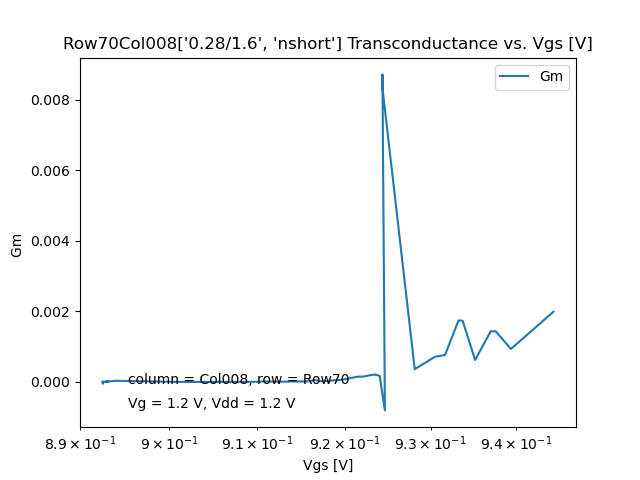 Row70Col008['0.28/1.6', 'nshort'] Transconductance vs. Vgs [V]
Gm
0.008
0.006
0.004
0.002
0.000
Gm
column = Col008, row = Row70
Vg = 1.2 V, Vdd = 1.2 V
8.9 × 10⁻¹ 9 × 10⁻¹ 9.1 × 10⁻¹ 9.2 × 10⁻¹ 9.3 × 10⁻¹ 9.4 × 10⁻¹
Vgs [V]